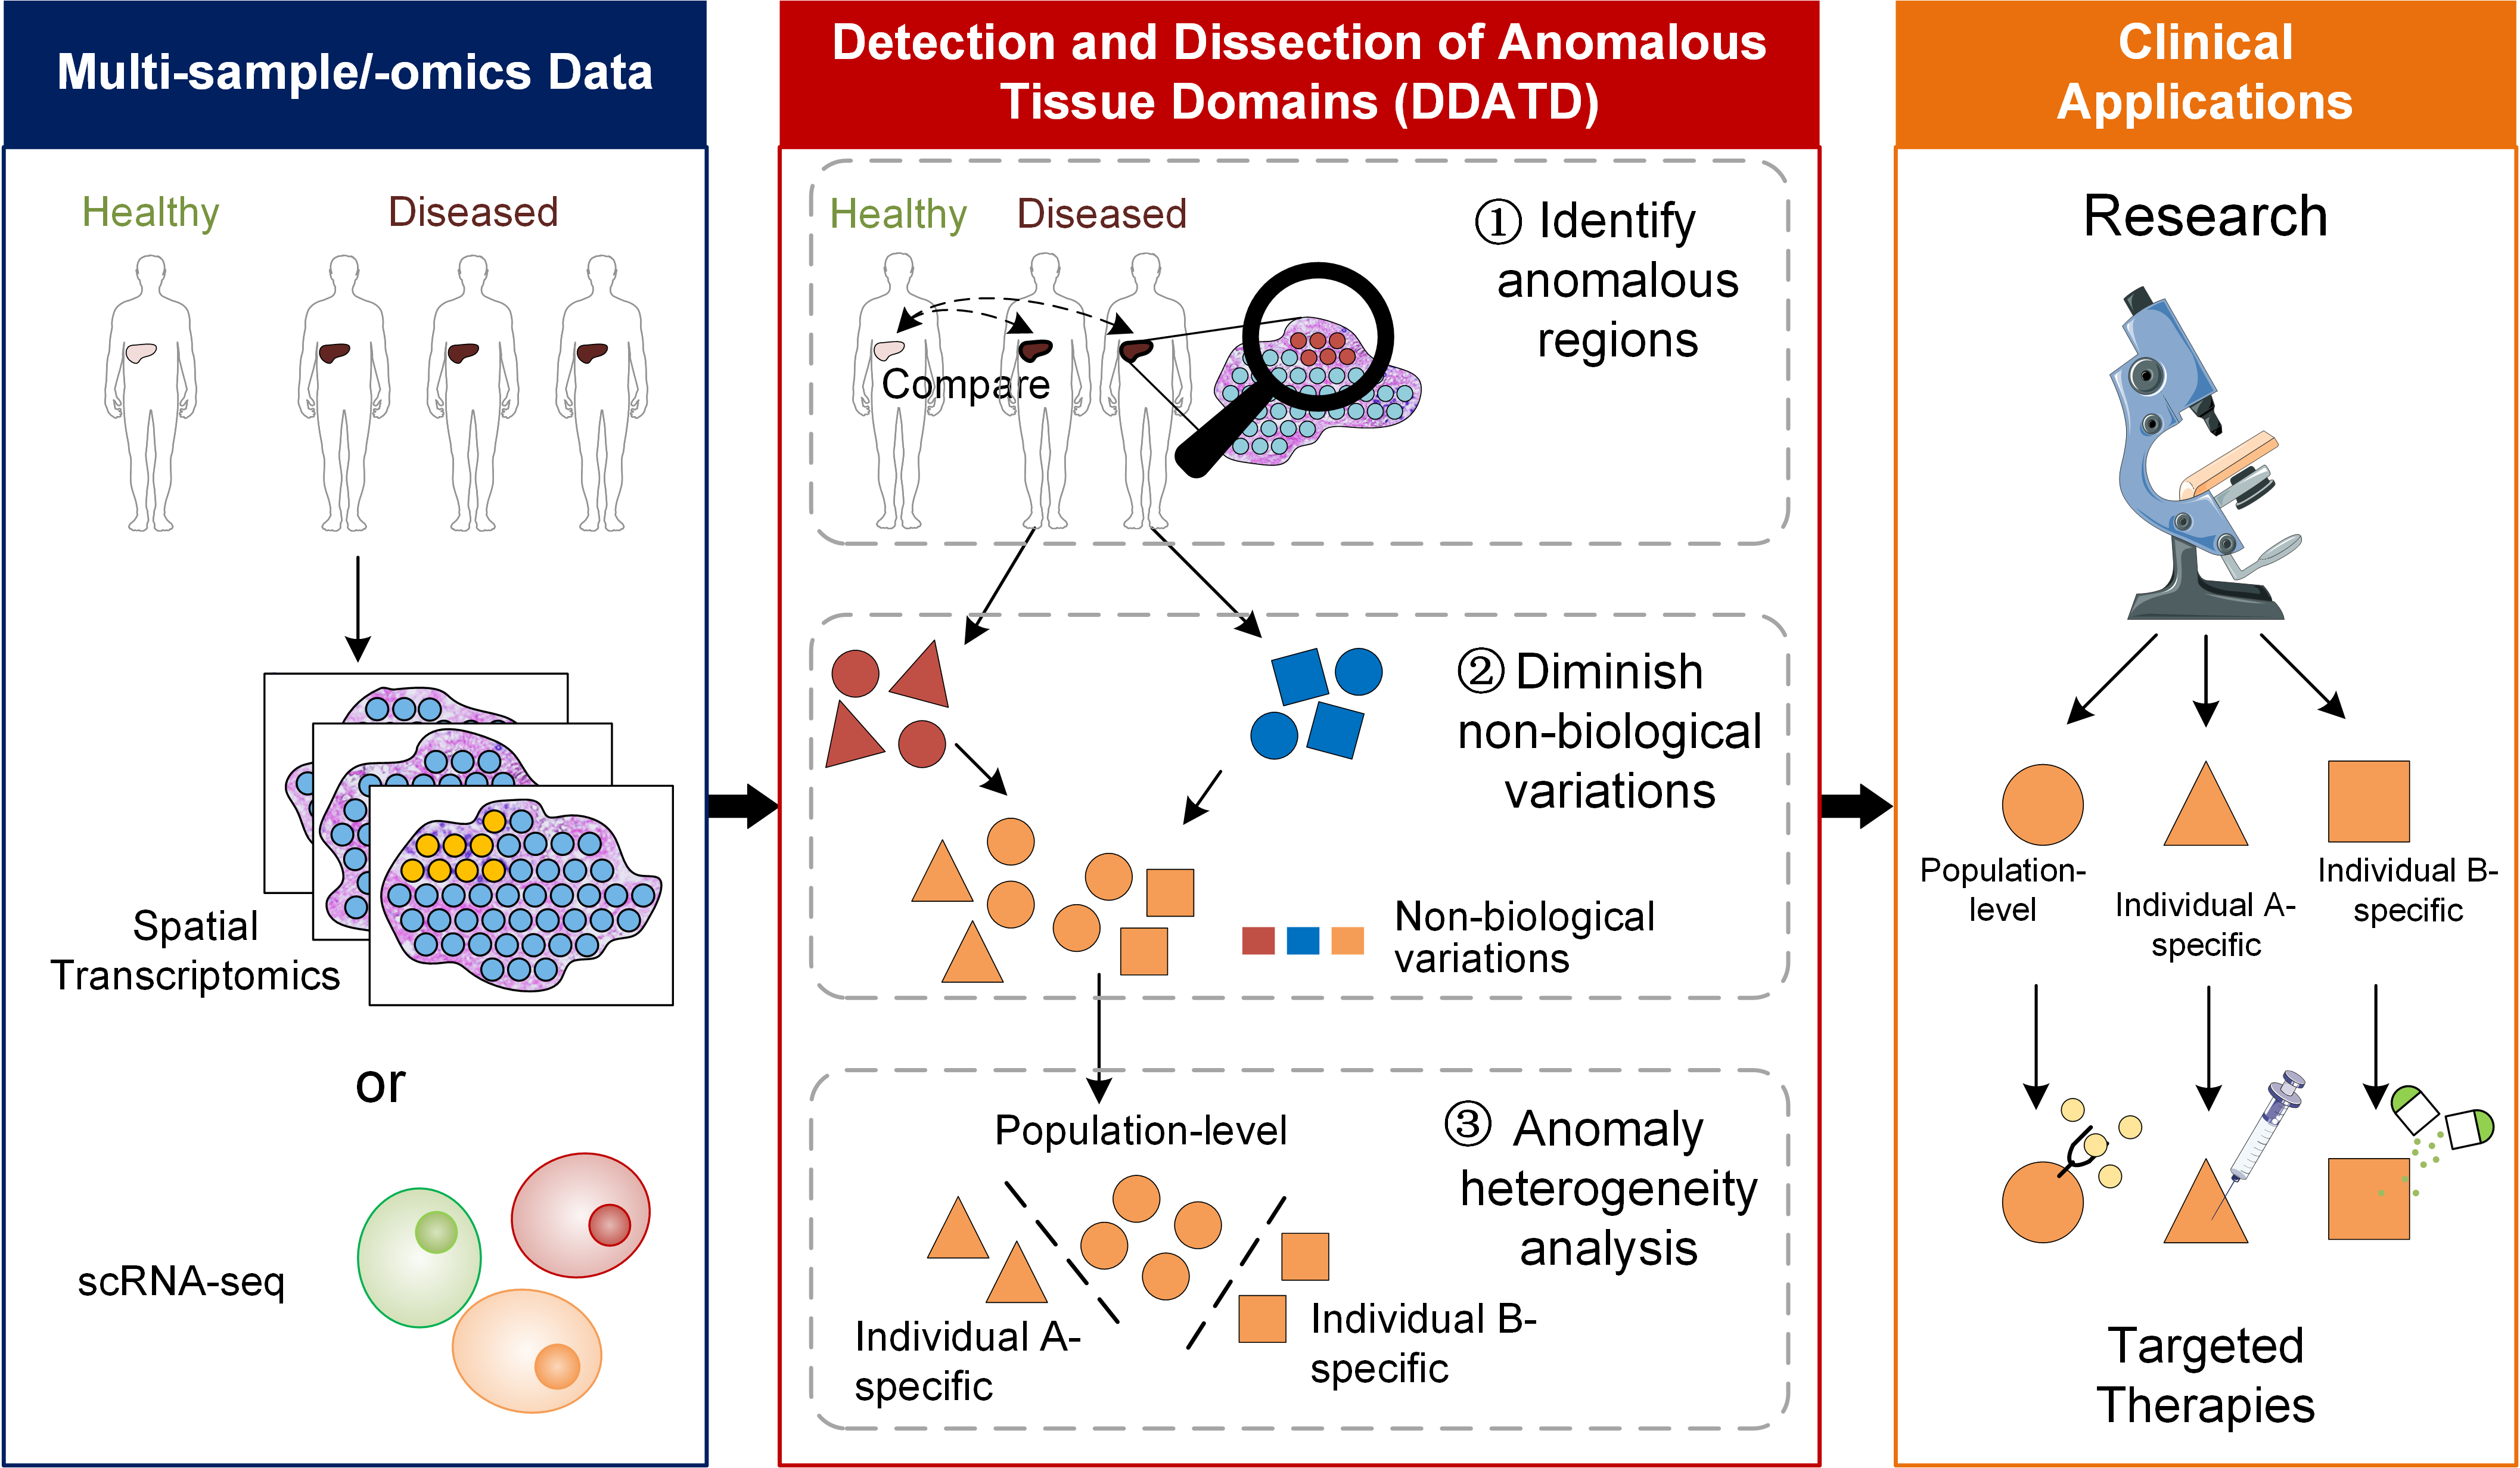 Multi-sample/-omics Data
Healthy
Diseased
Spatial
Transcriptomics
or
scRNA-seq
Detection and Dissection of Anomalous
Tissue Domains (DDATD)
Healthy
Diseased
Compare
① Identify
anomalous
regions
② Diminish
non-biological
variations
Non-biological
variations
③ Anomaly
heterogeneity
analysis
Population-level
Individual A-
specific
Individual B-
specific
Clinical
Applications
Research
Population-
level
Individual A-
specific
Individual B-
specific
Targeted
Therapies